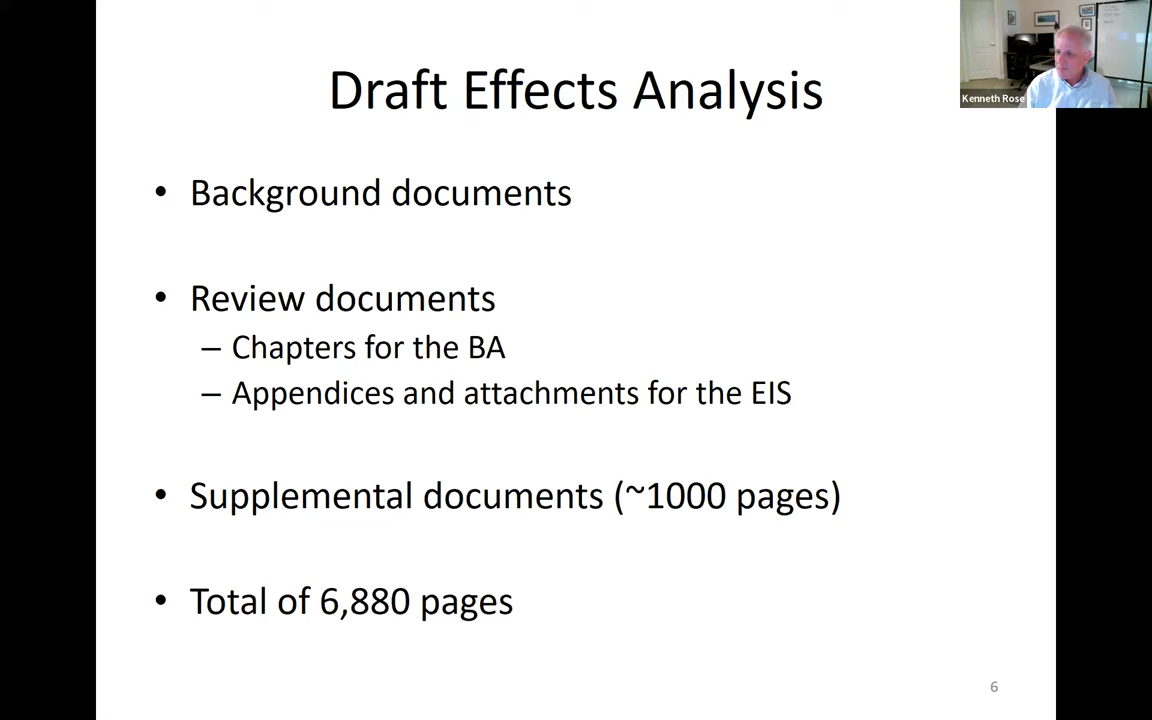 Draft Effects Analysis
Kenneth Rose
• Background documents
• Review documents
– Chapters for the BA
– Appendices and attachments for the EIS
• Supplemental documents (~1000 pages)
• Total of 6,880 pages
6